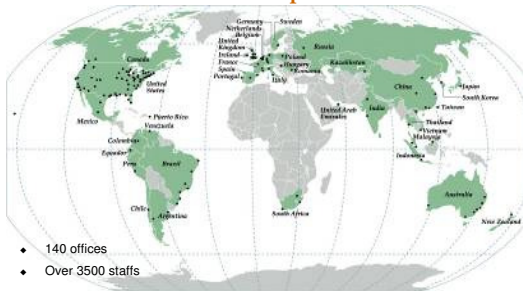 Germany
Sweden
Netherlands
Belgium
United
Kingdom
Ireland
France
Spain
Portugal
Italy
Poland
Hungary
Romania
Russia
Kazakhstan
Canada
United
States
Mexico
Puerto Rico
Venezuela
Colombia
Equador
Peru
Brazil
Chile
Argentina
South Africa
United Arab
Emirates
India
China
Japan
South Korea
Taiwan
Thailand
Vietnam
Malaysia
Indonesia
Australia
New Zealand
140 offices
Over 3500 staffs